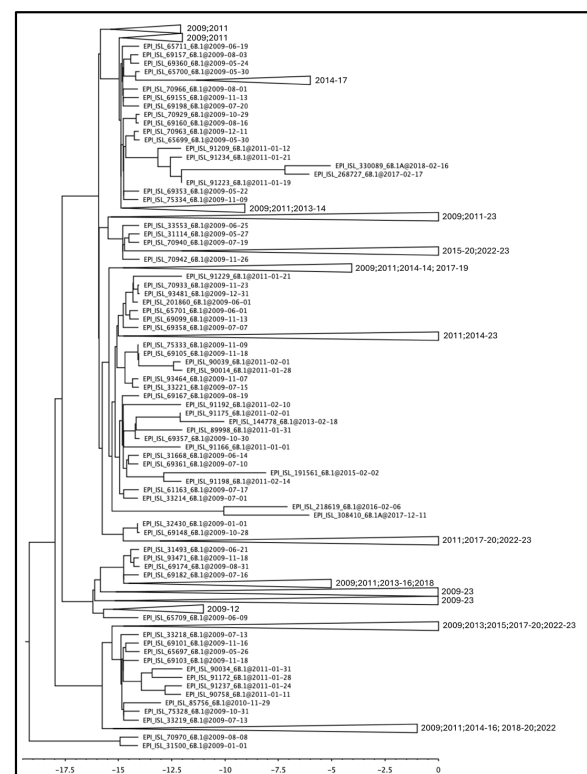 2009;2011
2009;2011
EPI_ISL_65711_6B.1@2009-06-19
EPI_ISL_69157_6B.1@2009-08-03
EPI_ISL_69360_6B.1@2009-05-24
EPI_ISL_65700_6B.1@2009-05-30
2014-17
EPI_ISL_70966_6B.1@2009-08-01
EPI_ISL_69155_6B.1@2009-11-13
EPI_ISL_69198_6B.1@2009-07-20
EPI_ISL_70929_6B.1@2009-10-29
EPI_ISL_69160_6B.1@2009-08-16
EPI_ISL_70963_6B.1@2009-12-11
EPI_ISL_65699_6B.1@2009-05-30
EPI_ISL_91209_6B.1@2011-01-12
EPI_ISL_91234_6B.1@2011-01-21
EPI_ISL_330089_6B.1A@2018-02-16
EPI_ISL_268727_6B.1@2017-02-17
EPI_ISL_91223_6B.1@2011-01-19
EPI_ISL_69353_6B.1@2009-05-22
EPI_ISL_75334_6B.1@2009-11-09
2009;2011;2013-14
2009;2011-23
EPI_ISL_33553_6B.1@2009-06-25
EPI_ISL_31114_6B.1@2009-05-27
EPI_ISL_70940_6B.1@2009-07-19
2015-20;2022-23
EPI_ISL_70942_6B.1@2009-11-26
2009;2011;2014-14; 2017-19
EPI_ISL_91229_6B.1@2011-01-21
EPI_ISL_70933_6B.1@2009-11-23
EPI_ISL_93481_6B.1@2009-12-31
EPI_ISL_201860_6B.1@2009-06-01
EPI_ISL_65701_6B.1@2009-06-01
EPI_ISL_69099_6B.1@2009-11-13
EPI_ISL_69358_6B.1@2009-07-07
2011;2014-23
EPI_ISL_75333_6B.1@2009-11-09
EPI_ISL_69105_6B.1@2009-11-18
EPI_ISL_90039_6B.1@2011-02-01
EPI_ISL_90014_6B.1@2011-01-28
EPI_ISL_93464_6B.1@2009-11-07
EPI_ISL_33221_6B.1@2009-07-15
EPI_ISL_69167_6B.1@2009-08-19
EPI_ISL_91192_6B.1@2011-02-10
EPI_ISL_91175_6B.1@2011-02-01
EPI_ISL_144778_6B.1@2013-02-18
EPI_ISL_89998_6B.1@2011-01-31
EPI_ISL_69357_6B.1@2009-10-30
EPI_ISL_91166_6B.1@2011-01-01
EPI_ISL_31668_6B.1@2009-06-14
EPI_ISL_69361_6B.1@2009-07-10
EPI_ISL_191561_6B.1@2015-02-02
EPI_ISL_91198_6B.1@2011-02-14
EPI_ISL_61163_6B.1@2009-07-17
EPI_ISL_33214_6B.1@2009-07-01
EPI_ISL_218619_6B.1@2016-02-06
EPI_ISL_308410_6B.1A@2017-12-11
EPI_ISL_32430_6B.1@2009-01-01
EPI_ISL_69148_6B.1@2009-10-28
2011;2017-20;2022-23
EPI_ISL_31493_6B.1@2009-06-21
EPI_ISL_93471_6B.1@2009-11-18
EPI_ISL_69174_6B.1@2009-08-31
EPI_ISL_69182_6B.1@2009-07-16
2009;2011;2013-16;2018
2009-23
2009-23
2009-12
EPI_ISL_65709_6B.1@2009-06-09
2009;2013;2015;2017-20;2022-23
EPI_ISL_33218_6B.1@2009-07-13
EPI_ISL_69101_6B.1@2009-11-16
EPI_ISL_65697_6B.1@2009-05-26
EPI_ISL_69103_6B.1@2009-11-18
EPI_ISL_90034_6B.1@2011-01-31
EPI_ISL_91172_6B.1@2011-01-28
EPI_ISL_91237_6B.1@2011-01-24
EPI_ISL_90758_6B.1@2011-01-11
EPI_ISL_85756_6B.1@2010-11-29
EPI_ISL_75328_6B.1@2009-10-31
EPI_ISL_33219_6B.1@2009-07-13
2009;2011;2014-16; 2018-20;2022
EPI_ISL_70970_6B.1@2009-08-08
EPI_ISL_31500_6B.1@2009-01-01
-17.5 -15 -12.5 -10 -7.5 -5 -2.5 0